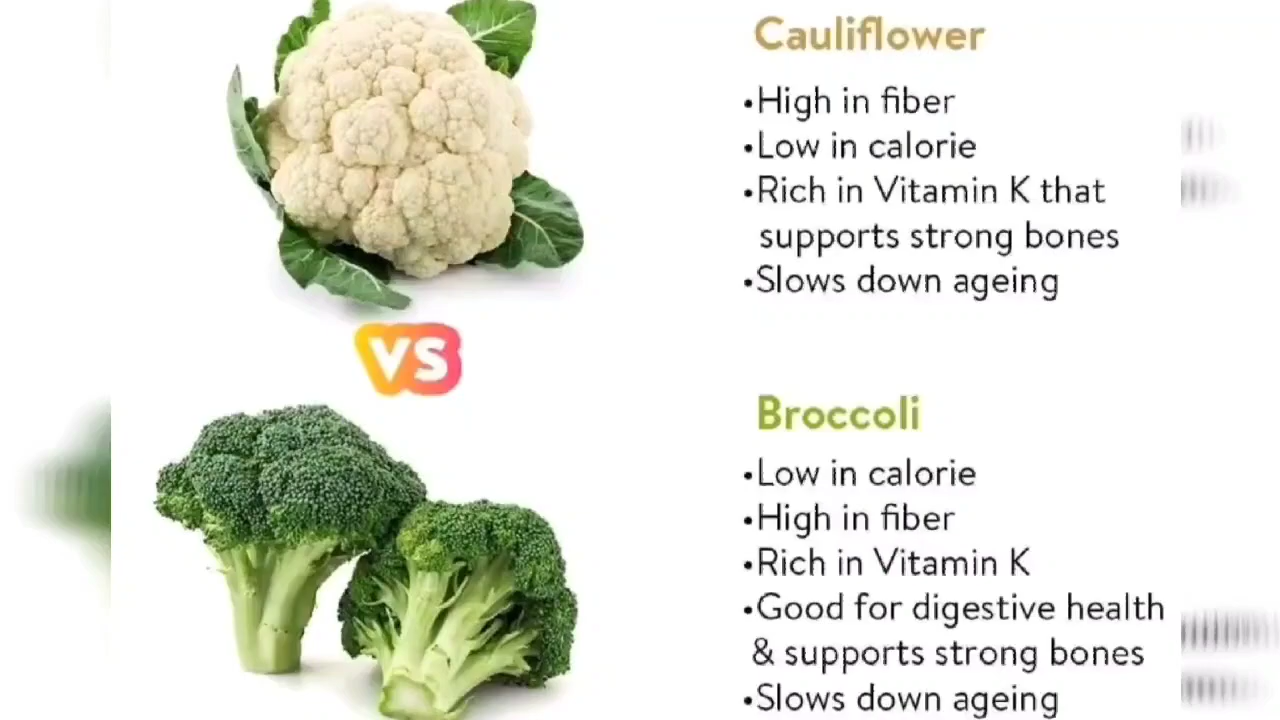 Cauliflower
•High in fiber
•Low in calorie
•Rich in Vitamin K that
supports strong bones
•Slows down ageing
VS
Broccoli
•Low in calorie
•High in fiber
•Rich in Vitamin K
•Good for digestive health
& supports strong bones
•Slows down ageing